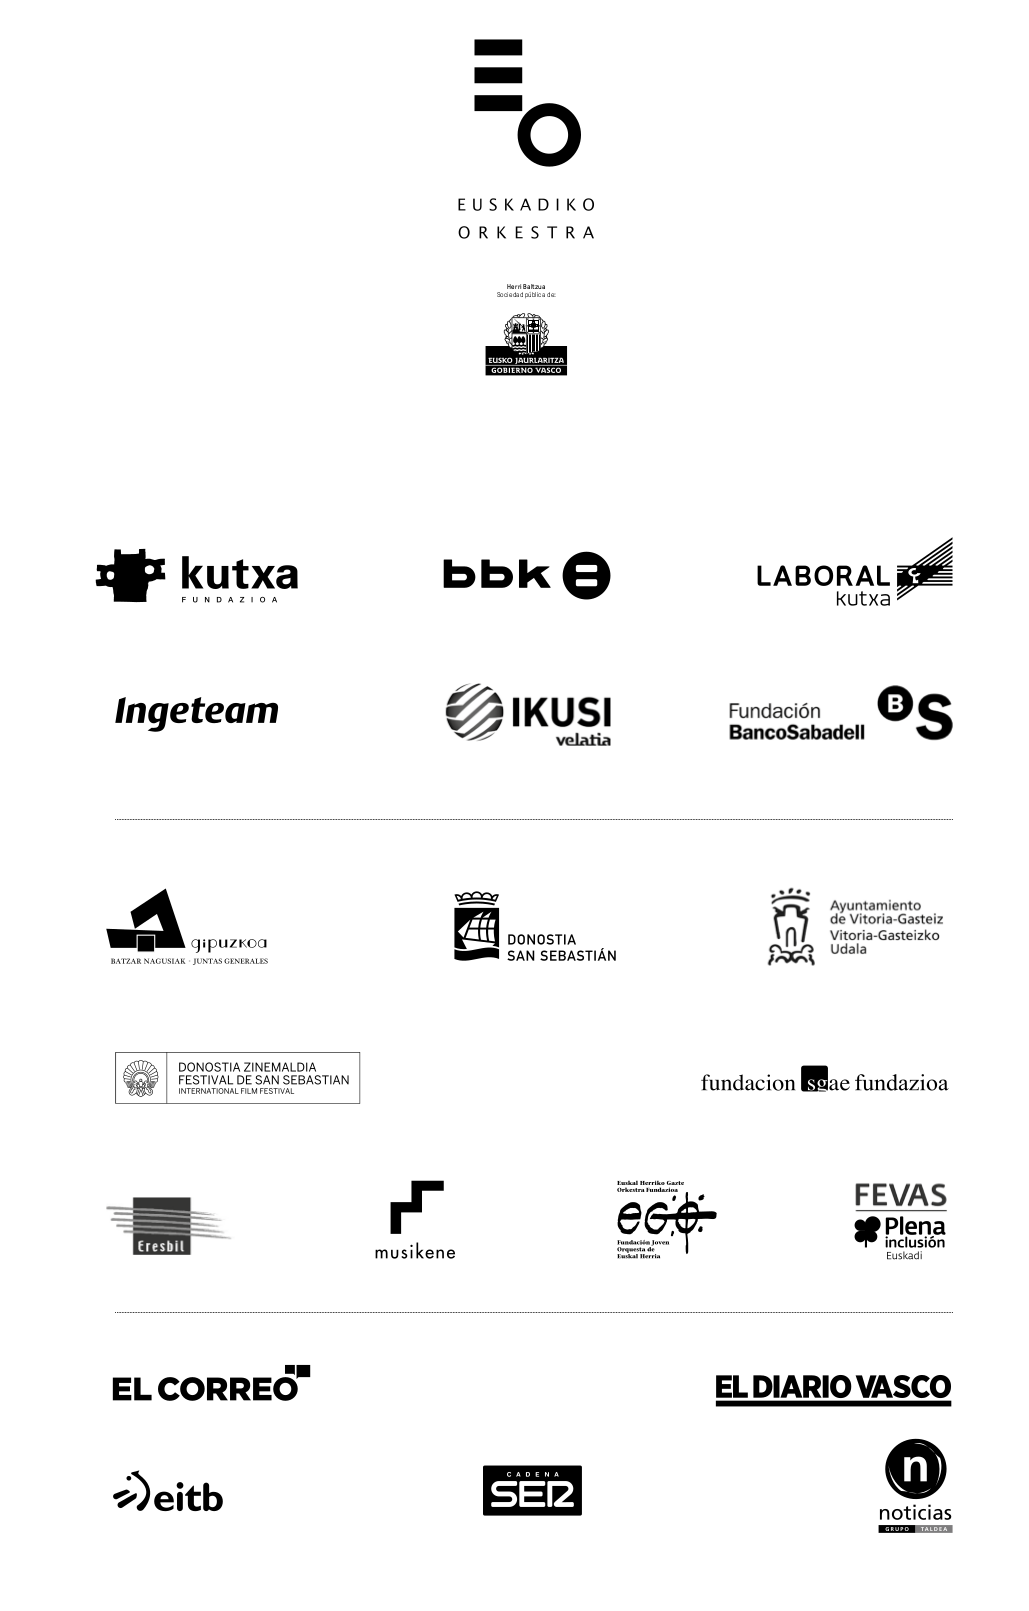 EUSKADIKO
ORKESTRA
Herri Baltzua
Sociedad pública de:
EUSKO JAURLARITZA
GOBIERNO VASCO
kutxa
FUNDAZIOA
bbk
LABORAL
kutxa
Ingeteam
IKUSI
velatia
Fundación
BancoSabadell
B S
gipuzkoa
BATZAR NAGUSIAK · JUNTAS GENERALES
DONOSTIA
SAN SEBASTIÁN
Ayuntamiento
de Vitoria-Gasteiz
Vitoria-Gasteizko
Udala
DONOSTIA ZINEMALDIA
FESTIVAL DE SAN SEBASTIAN
INTERNATIONAL FILM FESTIVAL
fundacion sgae fundazioa
Eresbil
musikene
Euskal Herriko Gazte
Orkestra Fundazioa
ego
Fundación Joven
Orquesta de
Euskal Herria
FEVAS
Plena
inclusión
Euskadi
EL CORREO
EL DIARIO VASCO
eitb
CADENA
SER
n
noticias
GRUPO TALDEA